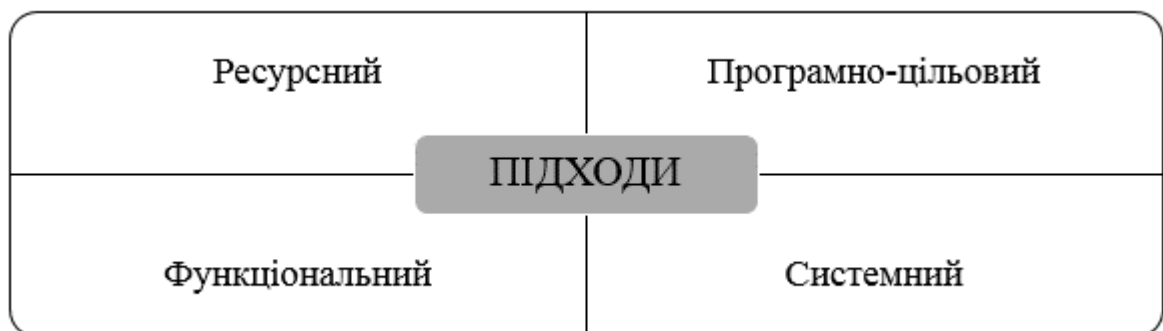 Ресурсний
Програмно-цільовий
ПІДХОДИ
Функціональний
Системний